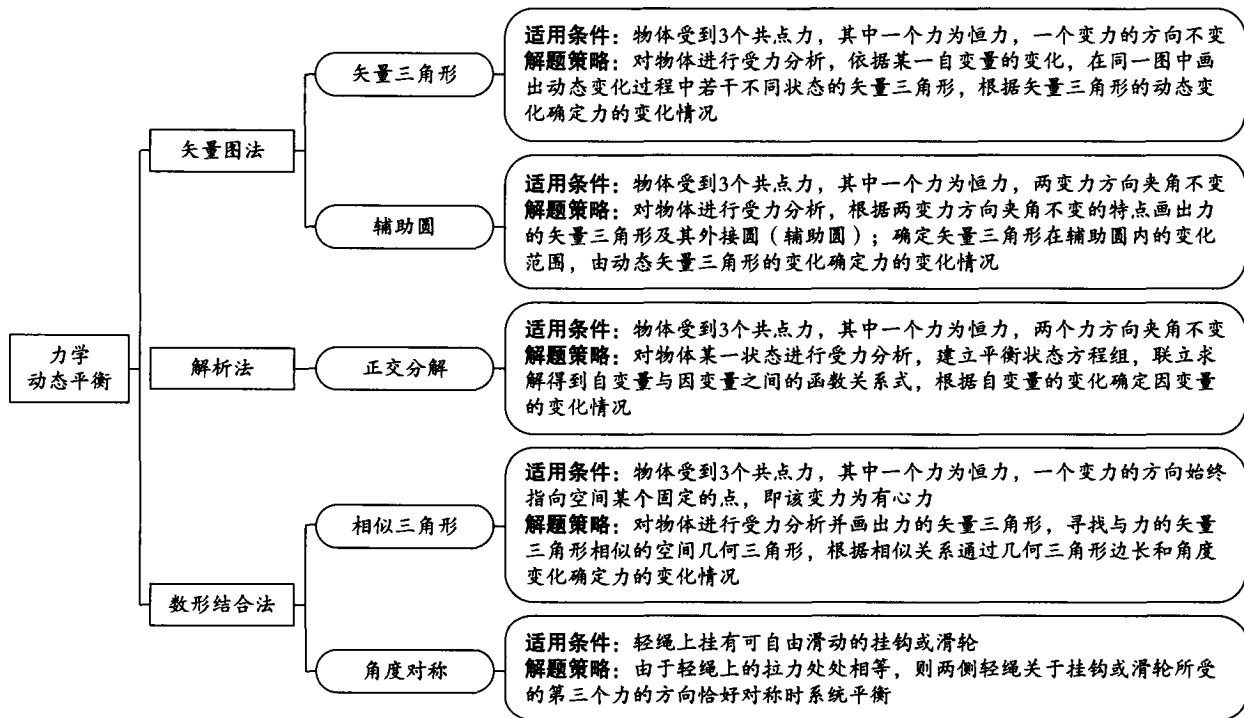 力学
动态平衡
矢量图法
矢量三角形
适用条件：物体受到3个共点力，其中一个力为恒力，一个变力的方向不变
解题策略：对物体进行受力分析，依据某一自变量的变化，在同一图中画
出动态变化过程中若干不同状态的矢量三角形，根据矢量三角形的动态变
化确定力的变化情况
辅助圆
适用条件：物体受到3个共点力，其中一个力为恒力，两变力方向夹角不变
解题策略：对物体进行受力分析，根据两变力方向夹角不变的特点画出力
的矢量三角形及其外接圆（辅助圆）；确定矢量三角形在辅助圆内的变化
范围，由动态矢量三角形的变化确定力的变化情况
解析法
正交分解
适用条件：物体受到3个共点力，其中一个力为恒力，两个力方向夹角不变
解题策略：对物体某一状态进行受力分析，建立平衡状态方程组，联立求
解得到自变量与因变量之间的函数关系式，根据自变量的变化确定因变量
的变化情况
数形结合法
相似三角形
适用条件：物体受到3个共点力，其中一个力为恒力，一个变力的方向始终
指向空间某个固定的点，即该变力为有心力
解题策略：对物体进行受力分析并画出力的矢量三角形，寻找与力的矢量
三角形相似的空间几何三角形，根据相似关系通过几何三角形边长和角度
变化确定力的变化情况
角度对称
适用条件：轻绳上挂有可自由滑动的挂钩或滑轮
解题策略：由于轻绳上的拉力处处相等，则两侧轻绳关于挂钩或滑轮所受
的第三个力的方向恰好对称时系统平衡